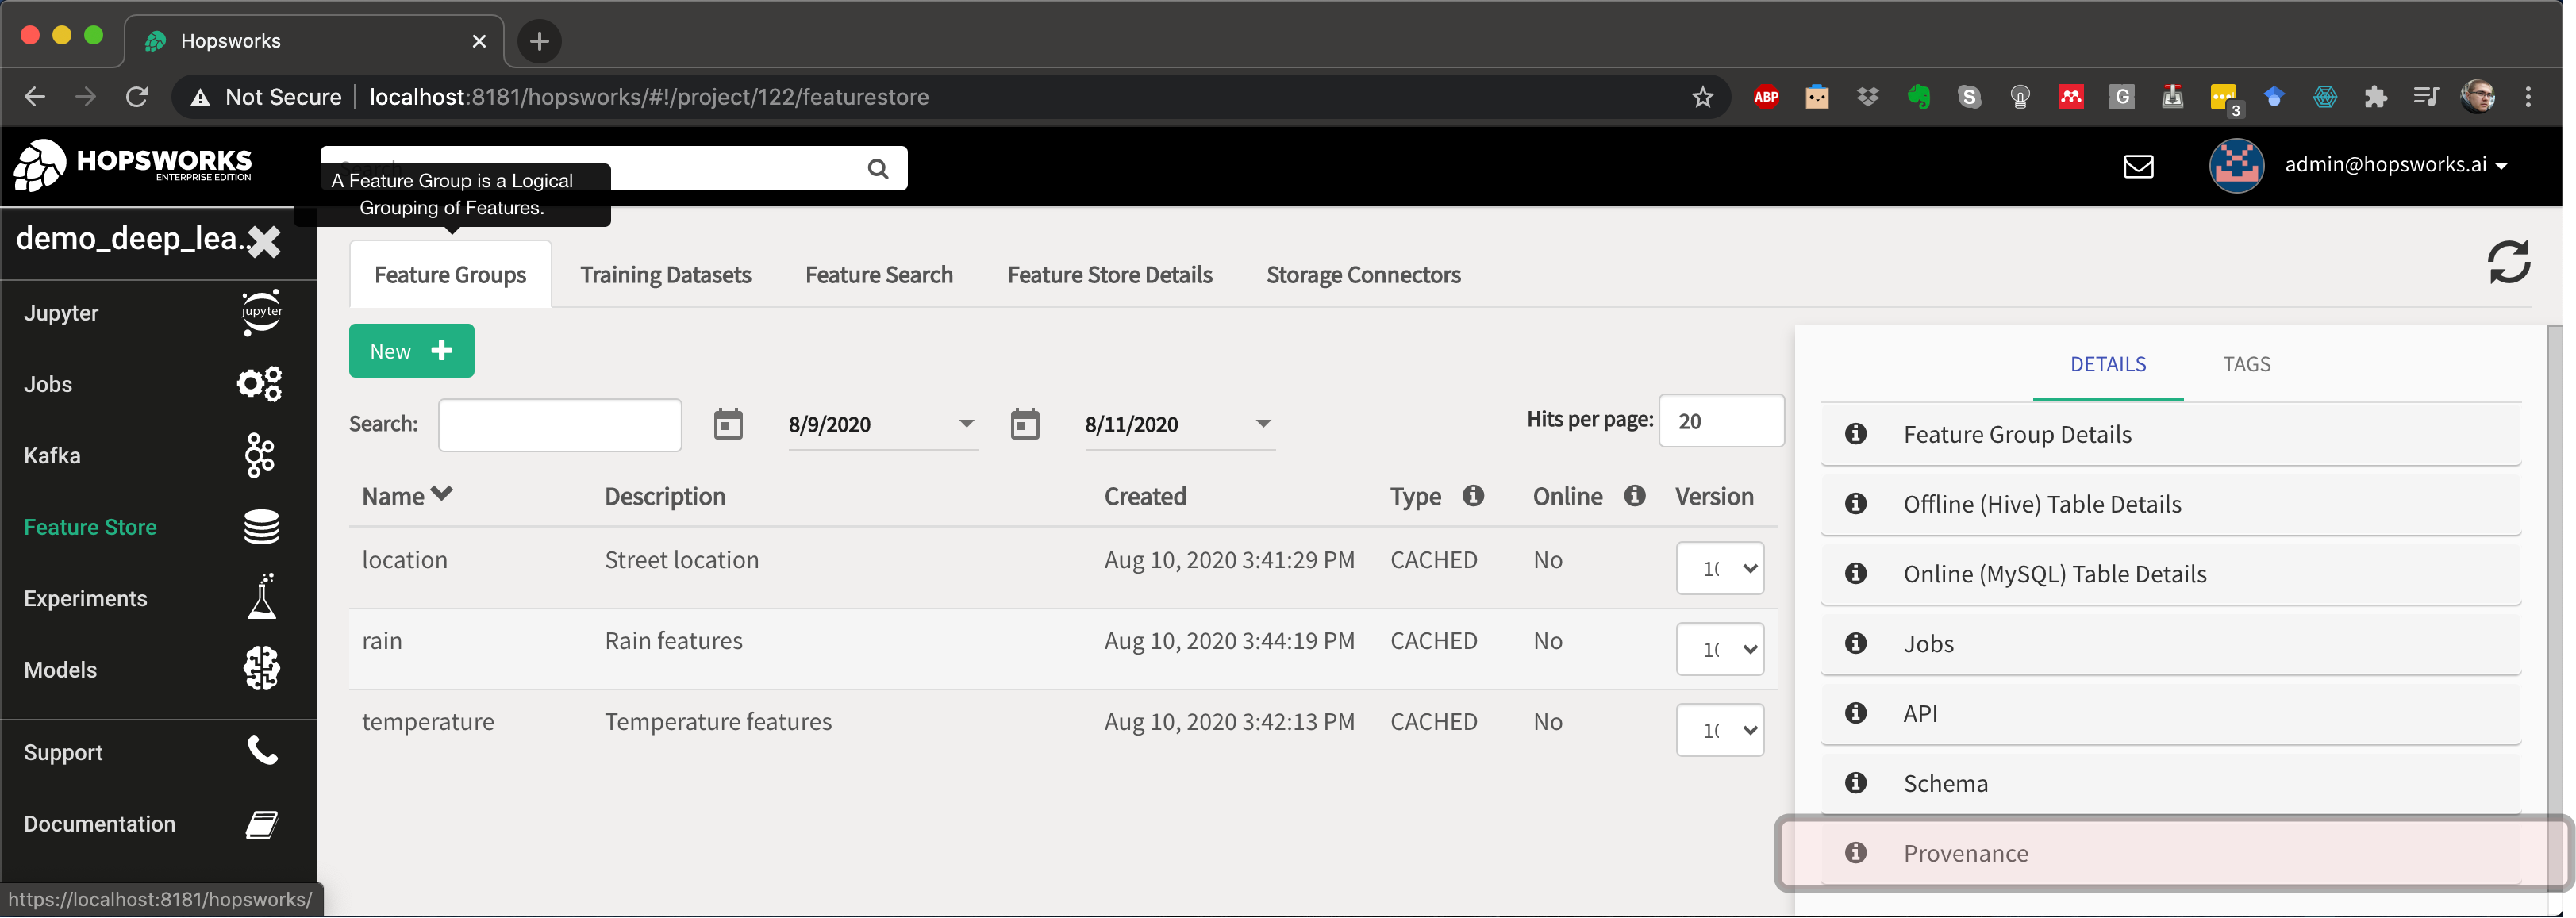 Hopsworks
Not Secure localhost:8181/hopsworks/#!/project/122/featurestore
ABP
S
G
3
HOPSWORKS
ENTERPRISE EDITION
admin@hopsworks.ai
A Feature Group is a Logical
Grouping of Features.
demo_deep_lea..
Jupyter
jupyter
Jobs
Kafka
Feature Store
Experiments
Models
Support
Documentation
https://localhost:8181/hopsworks/
Feature Groups Training Datasets Feature Search Feature Store Details Storage Connectors
New
Search: 8/9/2020 8/11/2020 Hits per page: 20
Name Description Created Type Online Version
location Street location Aug 10, 2020 3:41:29 PM CACHED No
rain Rain features Aug 10, 2020 3:44:19 PM CACHED No
temperature Temperature features Aug 10, 2020 3:42:13 PM CACHED No
DETAILS TAGS
Feature Group Details
Offline (Hive) Table Details
Online (MySQL) Table Details
Jobs
API
Schema
Provenance